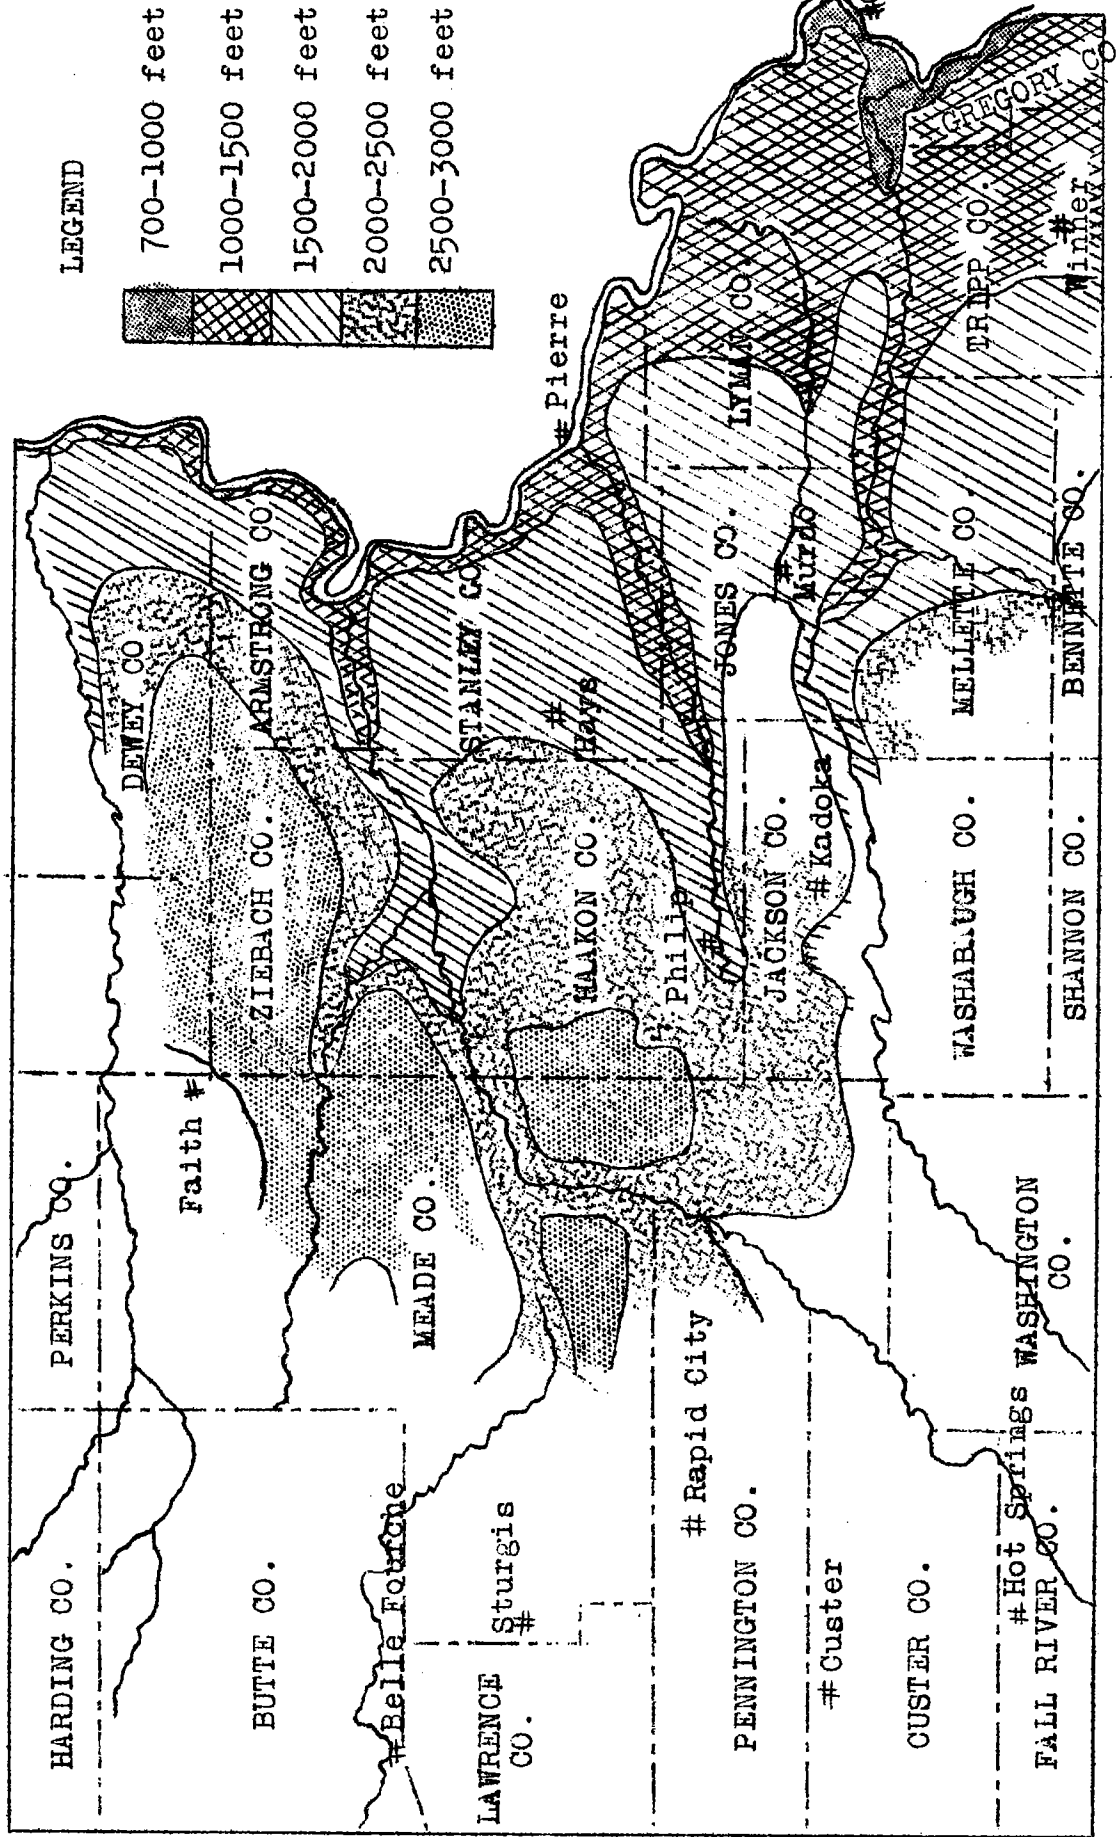 LEGEND
700-1000 feet
1000-1500 feet
1500-2000 feet
2000-2500 feet
2500-3000 feet
HARDING CO.
PERKINS CO.
DEWEY CO
Faith #
BUTTE CO.
ZIEBACH CO.
ARMSTRONG CO.
# Belle Fourche
MEADE CO.
STANLEY CO
LAWRENCE
CO.
Sturgis
#
HAAKON CO.
#
Hays
# Pierre
# Rapid City
Philip
#
PENNINGTON CO.
JACKSON CO.
JONES CO.
LYMAN CO.
#
Murdo
# Custer
# Kadoka
CUSTER CO.
WASHABAUGH CO.
MELLETTE CO.
TRIPP CO.
GREGORY CO
# Hot Springs
WASHINGTON
CO.
FALL RIVER CO.
SHANNON CO.
BENNETTE CO.
#
Winner